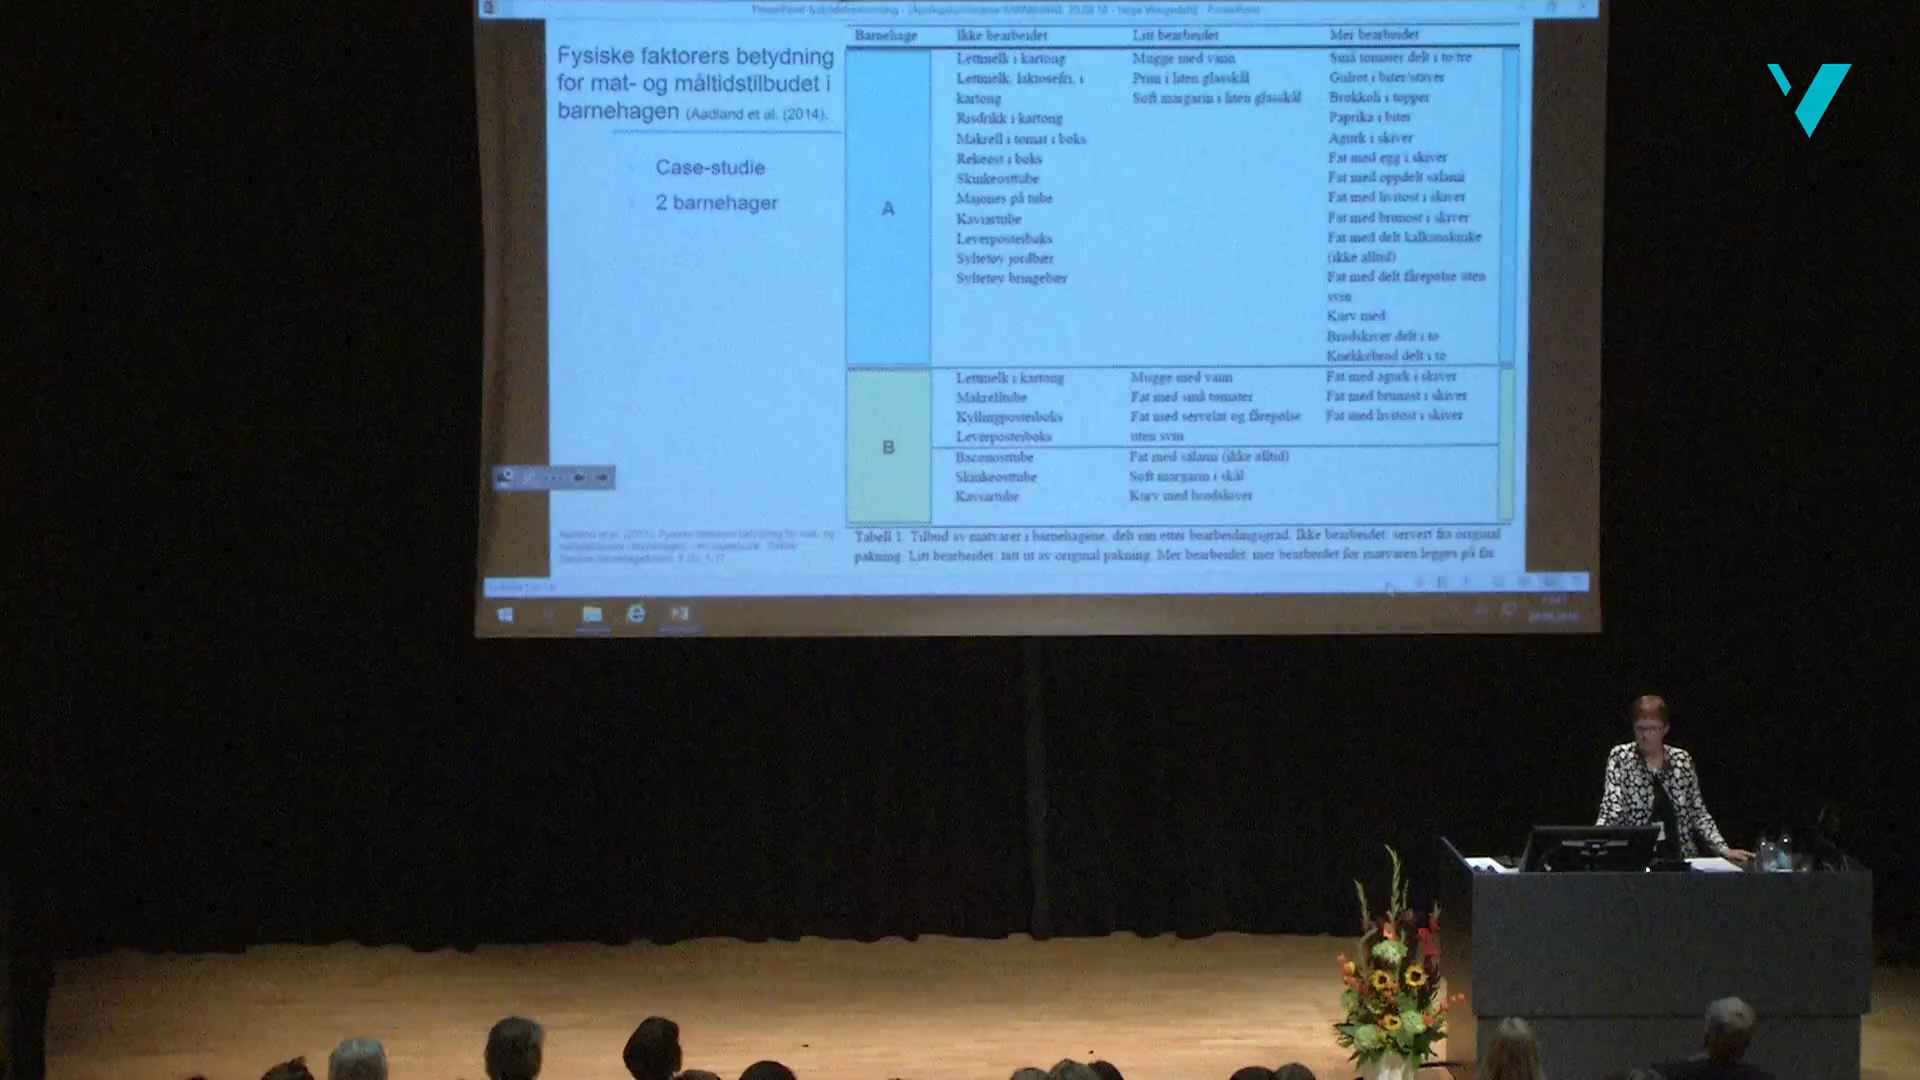 Fysiske faktorers betydning
for mat- og måltidstilbudet i
barnehagen (Aadland et al. (2014).
Case-studie
2 barnehager
Barnehage Ikke bearbeidet Litt bearbeidet Mer bearbeidet
A
Lettmelk i kartong
Lettmelk, laktosefri, i
kartong
Risdrikk i kartong
Makrell i tomat i boks
Rekeost i boks
Skinkeosttube
Majones på tube
Kaviartube
Leverposteiboks
Syltetøy jordbær
Syltetøy bringebær
Mugge med vann
Prim i liten glasskål
Soft margarin i liten glasskål
Små tomater delt i to/tre
Gulrot i biter/staver
Brokkoli i topper
Paprika i biter
Agurk i skiver
Fat med egg i skiver
Fat med oppdelt salami
Fat med hvitost i skiver
Fat med brunost i skiver
Fat med delt kalkunskinke
(ikke alltid)
Fat med delt fårepølse uten
svin
Kurv med:
Brødskiver delt i to
Knekkebrød delt i to
B
Lettmelk i kartong
Makrelltube
Kyllingposteiboks
Leverposteiboks
Baconosttube
Skinkeosttube
Kaviartube
Mugge med vann
Fat med små tomater
Fat med servelat og fårepølse
uten svin
Fat med salami (ikke alltid)
Soft margarin i skål
Kurv med brødskiver
Fat med agurk i skiver
Fat med brunost i skiver
Fat med hvitost i skiver
Tabell 1. Tilbud av matvarer i barnehagene, delt inn etter bearbeidingsgrad. Ikke bearbeidet: servert fra original
pakning. Litt bearbeidet: tatt ut av original pakning. Mer bearbeidet: mer bearbeidet før matvaren legges på fat